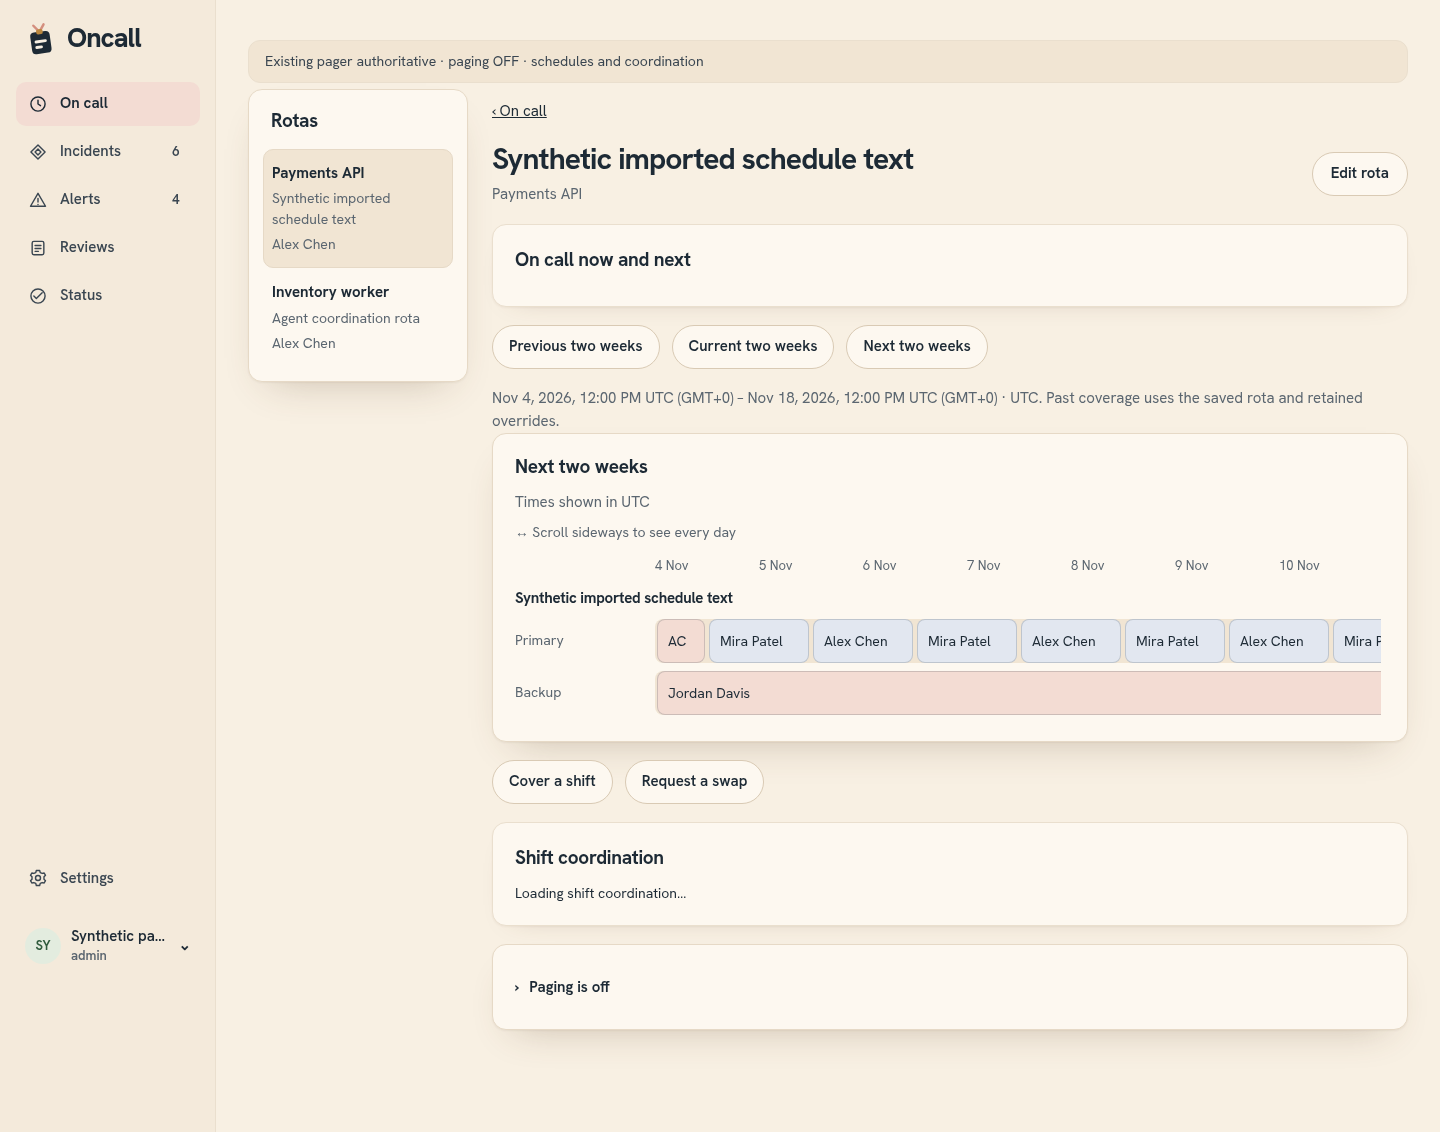 Oncall
On call
Incidents 6
Alerts 4
Reviews
Status
Settings
SY
Synthetic pa...
admin
Existing pager authoritative · paging OFF · schedules and coordination
Rotas
Payments API
Synthetic imported
schedule text
Alex Chen
Inventory worker
Agent coordination rota
Alex Chen
‹ On call
Synthetic imported schedule text
Payments API
Edit rota
On call now and next
Previous two weeks
Current two weeks
Next two weeks
Nov 4, 2026, 12:00 PM UTC (GMT+0) – Nov 18, 2026, 12:00 PM UTC (GMT+0) · UTC. Past coverage uses the saved rota and retained
overrides.
Next two weeks
Times shown in UTC
↔ Scroll sideways to see every day
4 Nov 5 Nov 6 Nov 7 Nov 8 Nov 9 Nov 10 Nov
Synthetic imported schedule text
Primary AC Mira Patel Alex Chen Mira Patel Alex Chen Mira Patel Alex Chen Mira
Backup Jordan Davis
Cover a shift
Request a swap
Shift coordination
Loading shift coordination...
› Paging is off